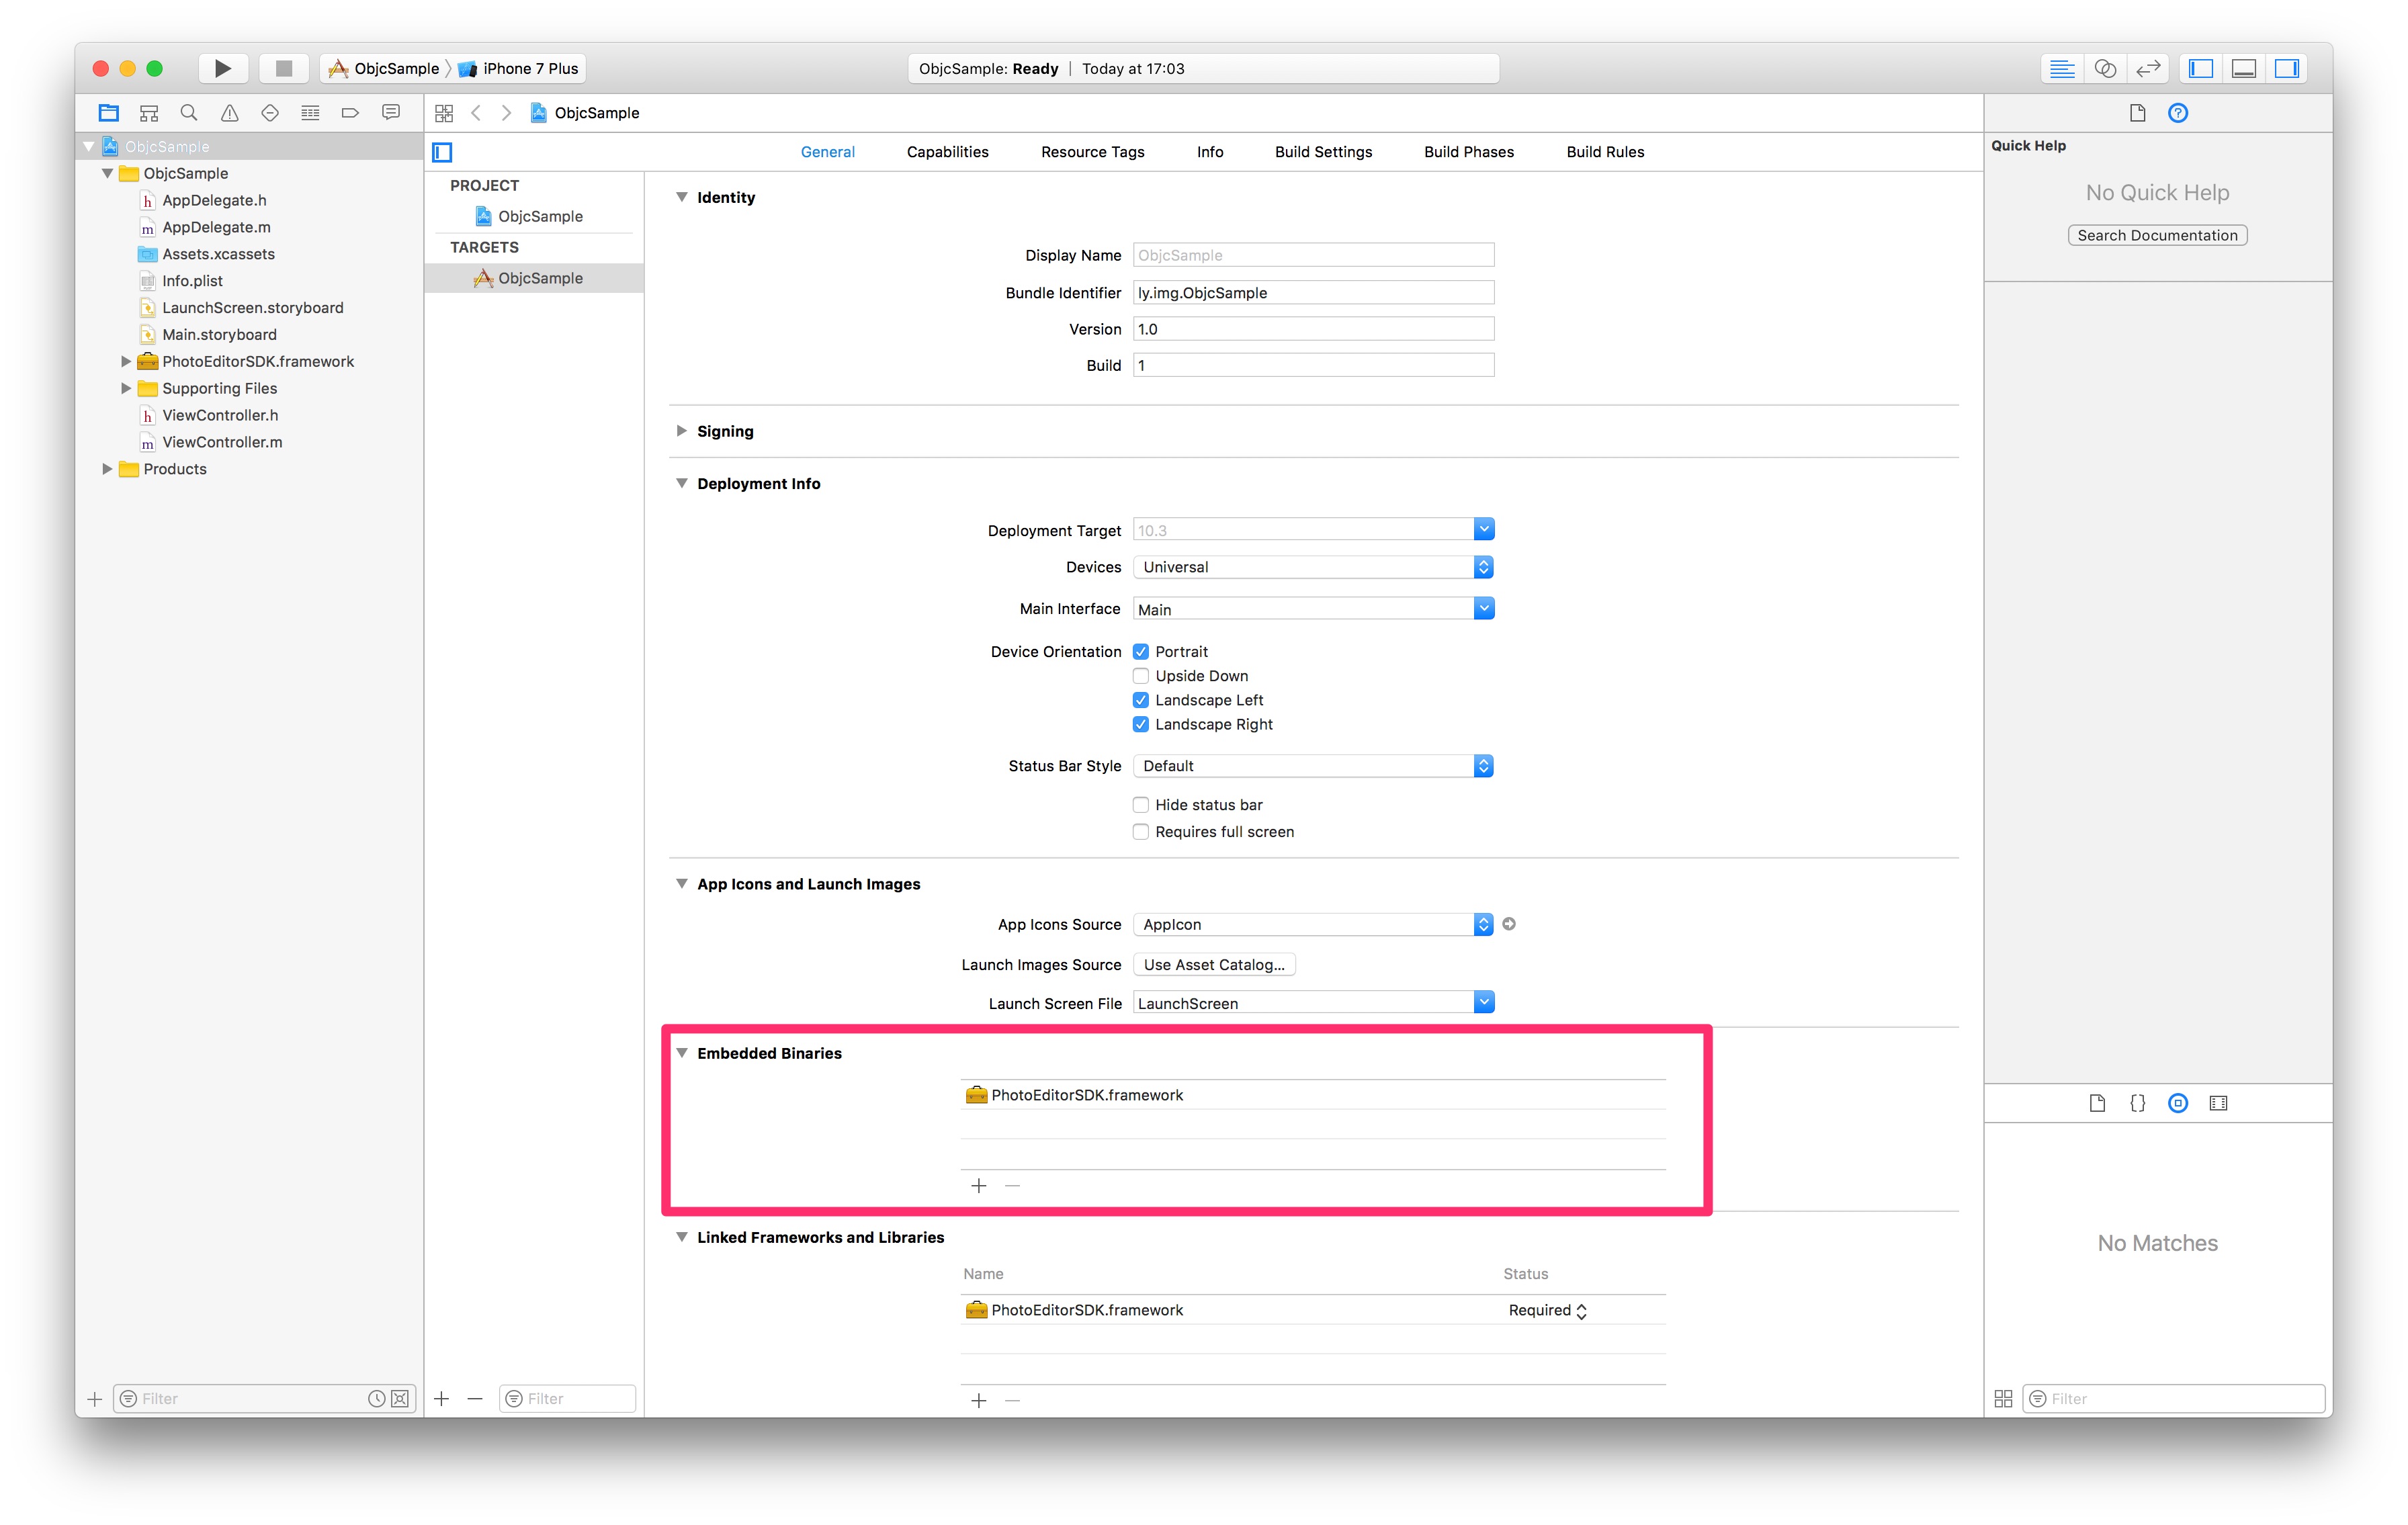 ObjcSample iPhone 7 Plus
ObjcSample: Ready | Today at 17:03
ObjcSample
ObjcSample
AppDelegate.h
AppDelegate.m
Assets.xcassets
Info.plist
LaunchScreen.storyboard
Main.storyboard
PhotoEditorSDK.framework
Supporting Files
ViewController.h
ViewController.m
Products
Filter
ObjcSample
General Capabilities Resource Tags Info Build Settings Build Phases Build Rules
PROJECT
ObjcSample
TARGETS
ObjcSample
Filter
Identity
Display Name ObjcSample
Bundle Identifier ly.img.ObjcSample
Version 1.0
Build 1
Signing
Deployment Info
Deployment Target 10.3
Devices Universal
Main Interface Main
Device Orientation Portrait
Upside Down
Landscape Left
Landscape Right
Status Bar Style Default
Hide status bar
Requires full screen
App Icons and Launch Images
App Icons Source AppIcon
Launch Images Source Use Asset Catalog...
Launch Screen File LaunchScreen
Embedded Binaries
PhotoEditorSDK.framework
Linked Frameworks and Libraries
Name Status
PhotoEditorSDK.framework Required
Quick Help
No Quick Help
Search Documentation
No Matches
Filter